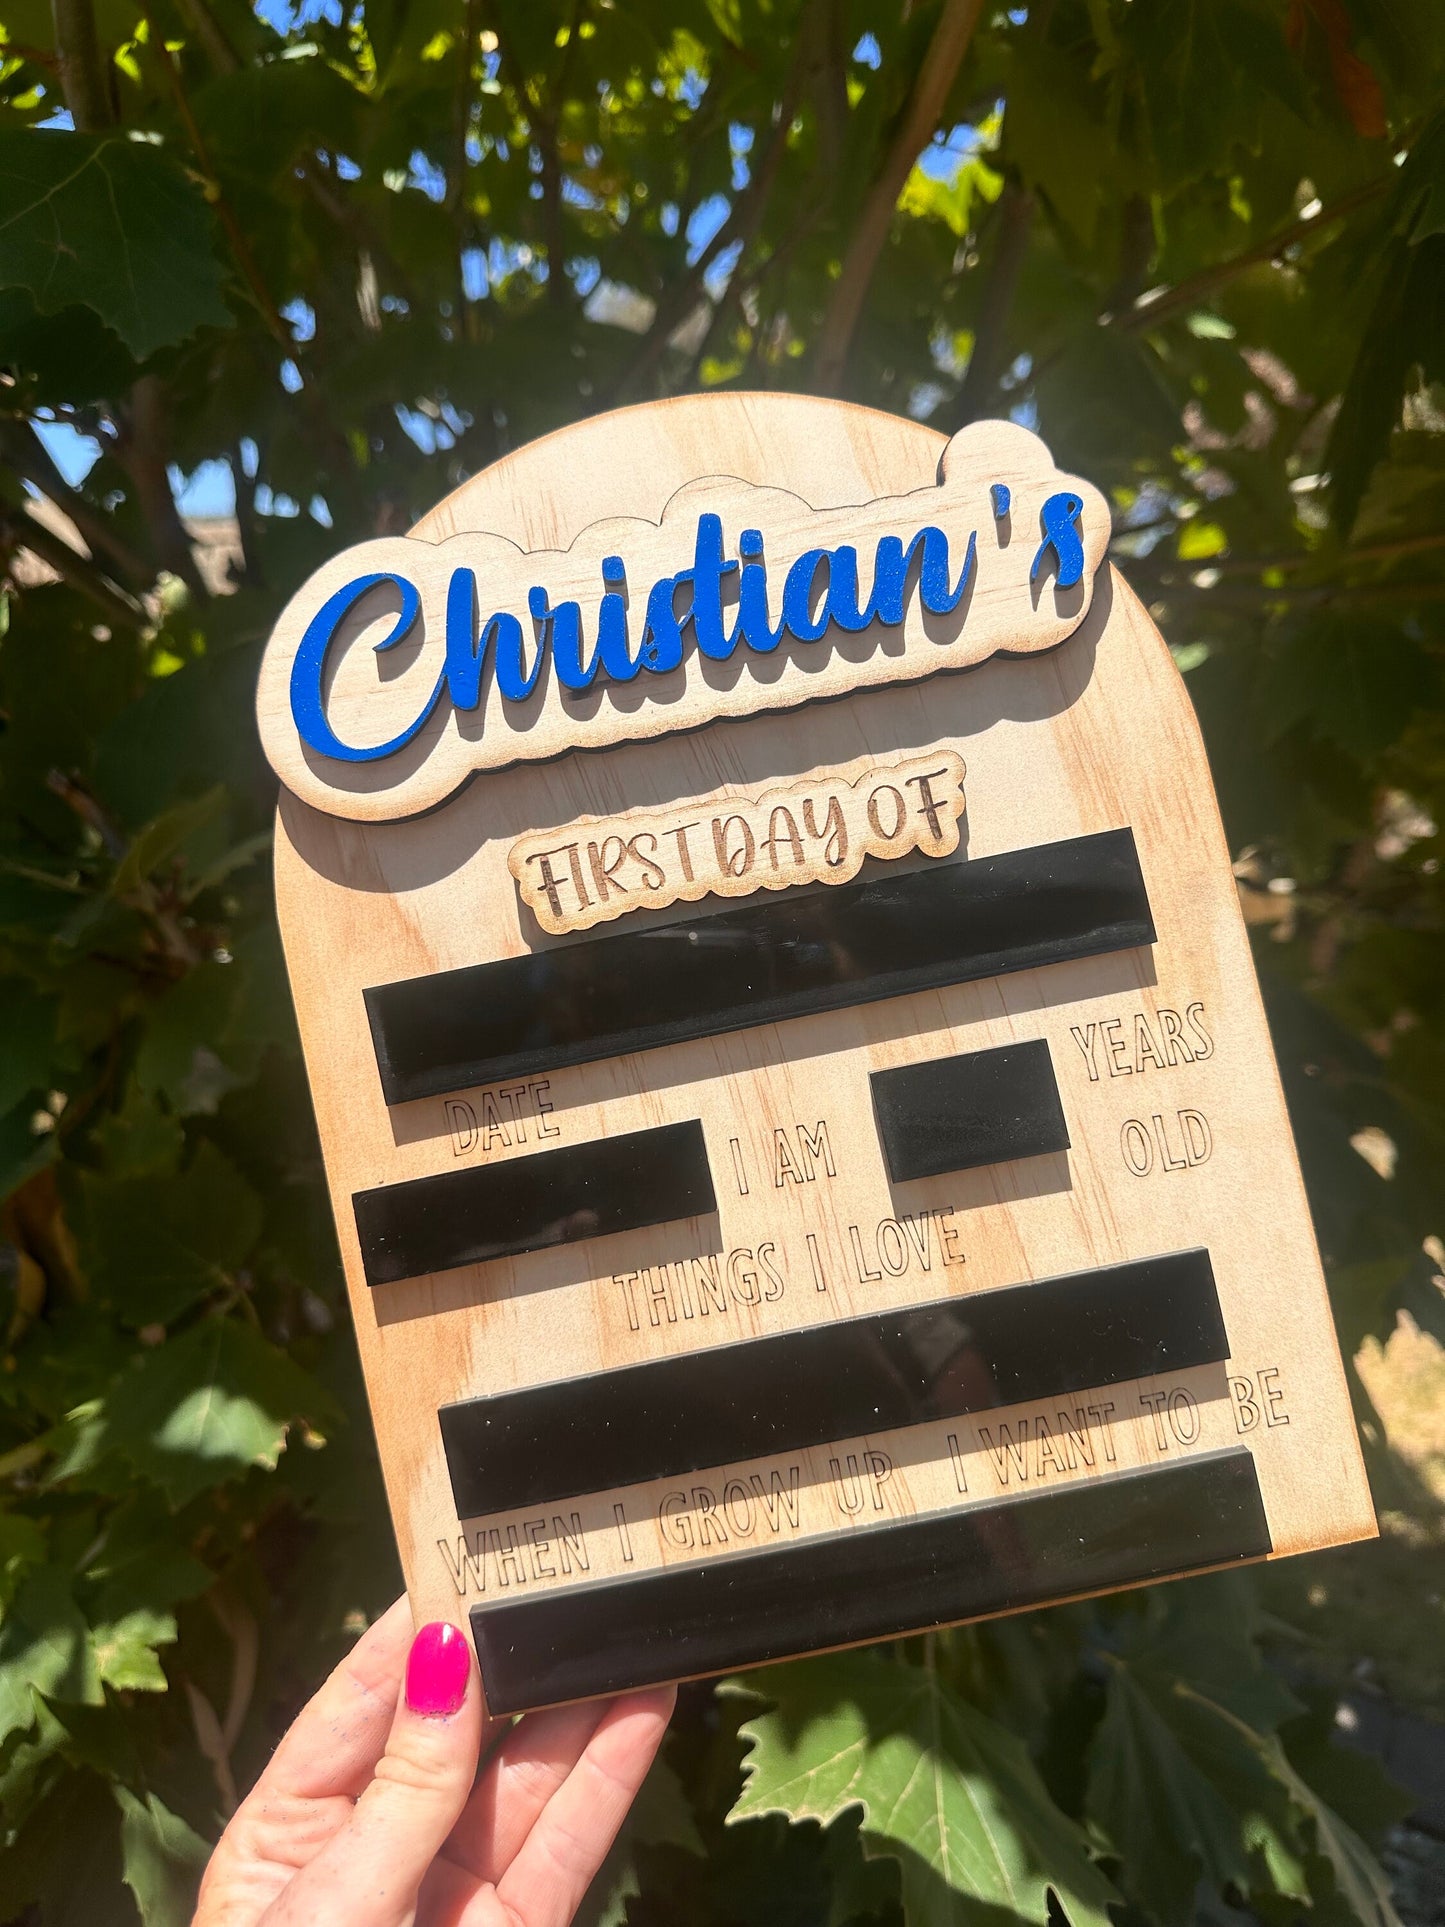 Christian's
FIRST DAY OF
DATE
I AM
YEARS
OLD
THINGS I LOVE
WHEN I GROW UP I WANT TO BE